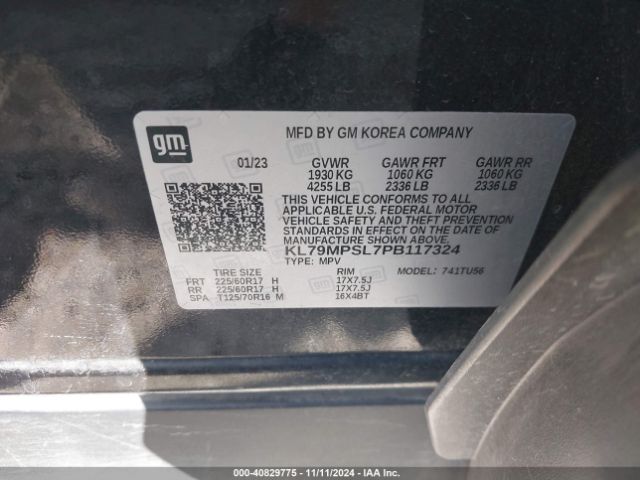 gm
MFD BY GM KOREA COMPANY
01/23 GVWR GAWR FRT GAWR RR
1930 KG 1060 KG 1060 KG
4255 LB 2336 LB 2336 LB
THIS VEHICLE CONFORMS TO ALL
APPLICABLE U.S. FEDERAL MOTOR
VEHICLE SAFETY AND THEFT PREVENTION
STANDARDS IN EFFECT ON THE DATE OF
MANUFACTURE SHOWN ABOVE.
KL79MPSL7PB117324
TYPE: MPV MODEL: 741TU56
TIRE SIZE RIM
FRT 225/60R17 H 17X7.5J
RR 225/60R17 H 17X7.5J
SPA T125/70R16 M 16X4BT
000-40829775 - 11/11/2024 - IAAI.com